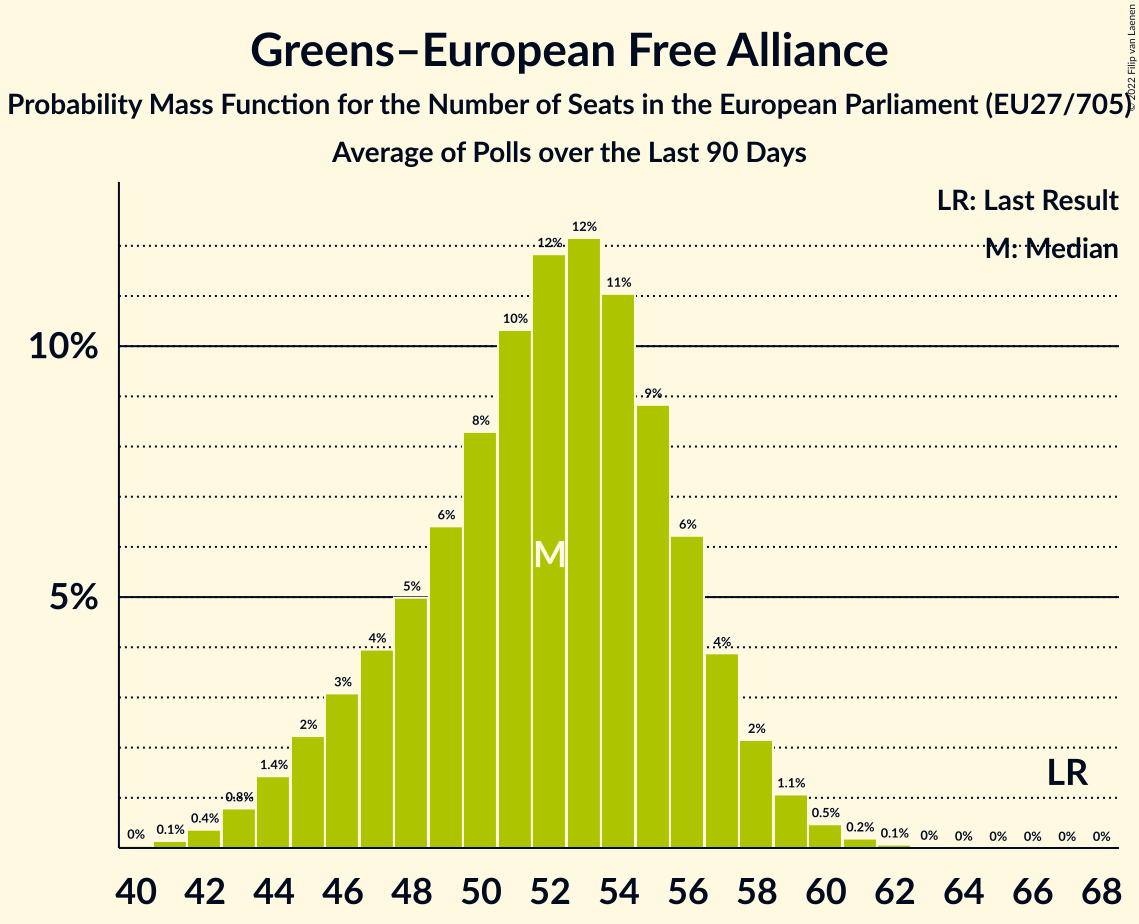 Greens–European Free Alliance
Probability Mass Function for the Number of Seats in the European Parliament (EU27/705)
Average of Polls over the Last 90 Days
© 2022 Filip van Laenen
LR: Last Result
M: Median
10%
5%
0% 0.1% 0.4% 0.8% 1.4% 2% 3% 4% 5% 6% 8% 10% 12% 12% 11% 9% 6% 4% 2% 1.1% 0.5% 0.2% 0.1% 0% 0% 0% 0% 0% 0%
M
LR
40 42 44 46 48 50 52 54 56 58 60 62 64 66 68